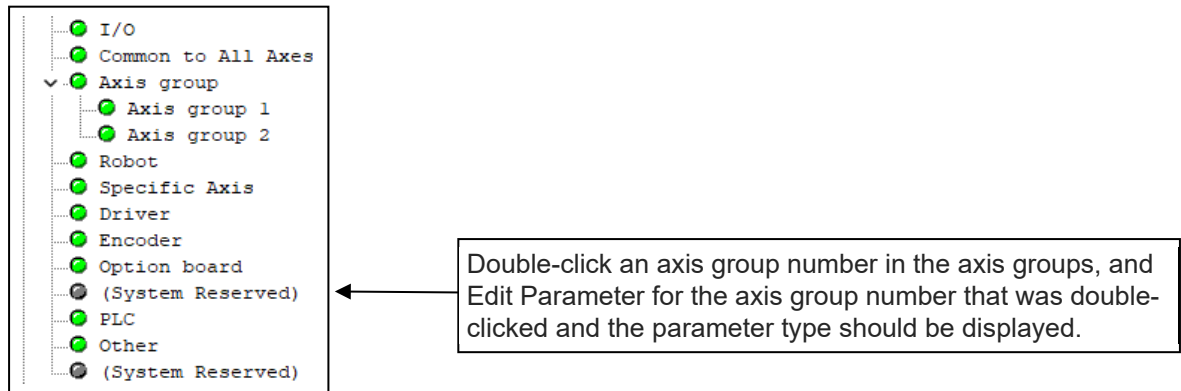 I/O
Common to All Axes
Axis group
Axis group 1
Axis group 2
Robot
Specific Axis
Driver
Encoder
Option board
(System Reserved)
PLC
Other
(System Reserved)
Double-click an axis group number in the axis groups, and
Edit Parameter for the axis group number that was double-
clicked and the parameter type should be displayed.